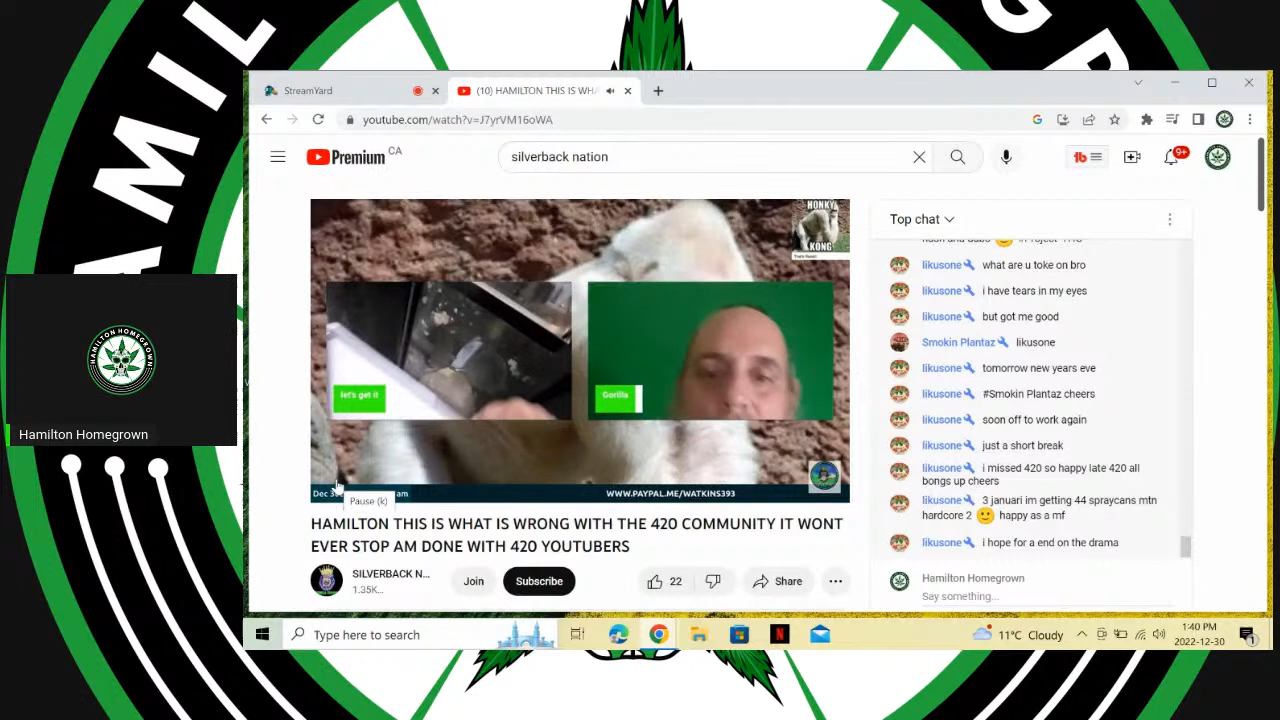 StreamYard
(10) HAMILTON THIS IS WHA
youtube.com/watch?v=J7yrVM16oWA
Premium CA
silverback nation
9+
HONKY
KONG
let's get it
Gorilla
WWW.PAYPAL.ME/WATKINS393
Pause (k)
HAMILTON THIS IS WHAT IS WRONG WITH THE 420 COMMUNITY IT WONT
EVER STOP AM DONE WITH 420 YOUTUBERS
SILVERBACK N...
1.35K...
Join
Subscribe
22
Share
Top chat
likusone what are u toke on bro
likusone i have tears in my eyes
likusone but got me good
Smokin Plantaz likusone
likusone tomorrow new years eve
likusone #Smokin Plantaz cheers
likusone soon off to work again
likusone just a short break
likusone i missed 420 so happy late 420 all
bongs up cheers
likusone 3 januari im getting 44 spraycans mtn
hardcore 2 🙂 happy as a mf
likusone i hope for a end on the drama
Hamilton Homegrown
Say something...
HAMILTON HOMEGROWN
Hamilton Homegrown
Type here to search
11°C Cloudy
1:40 PM
2022-12-30